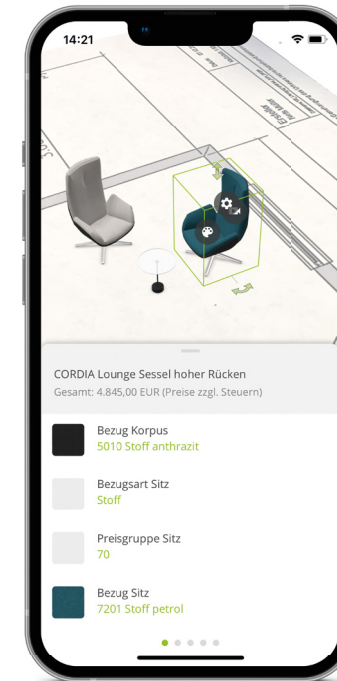 14:21
Ersteller
CORDIA Lounge Sessel hoher Rücken
Gesamt: 4.845,00 EUR (Preise zzgl. Steuern)
Bezug Korpus
5010 Stoff anthrazit
Bezugsart Sitz
Stoff
Preisgruppe Sitz
70
Bezug Sitz
7201 Stoff petrol